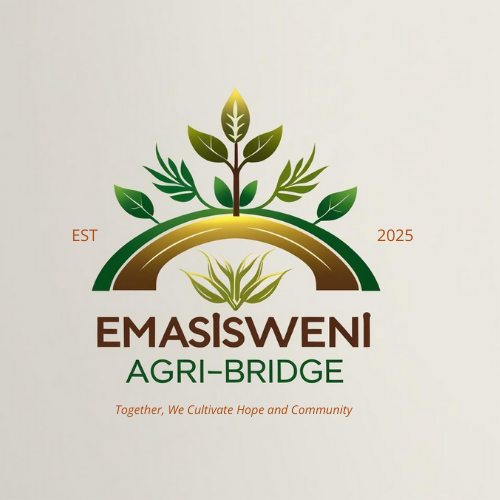 EST 2025
EMASISWENI
AGRI-BRIDGE
Together, We Cultivate Hope and Community